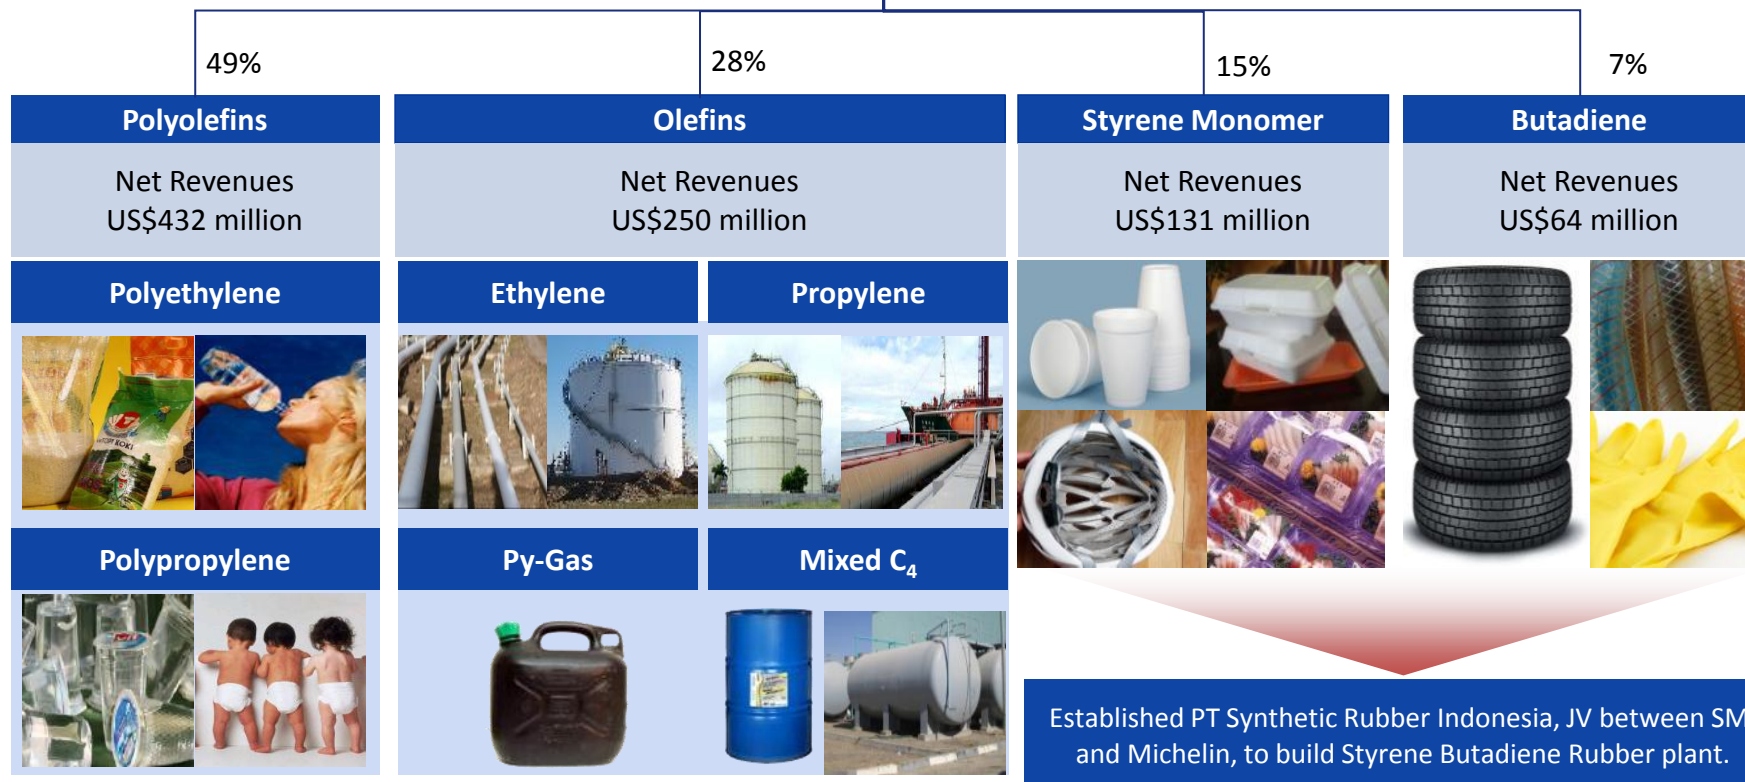 49%
28%
15%
7%
Polyolefins
Olefins
Styrene Monomer
Butadiene
Net Revenues
US$432 million
Net Revenues
US$250 million
Net Revenues
US$131 million
Net Revenues
US$64 million
Polyethylene
Ethylene
Propylene
KOKI
Polypropylene
Py-Gas
Mixed C₄
Established PT Synthetic Rubber Indonesia, JV between SM
and Michelin, to build Styrene Butadiene Rubber plant.